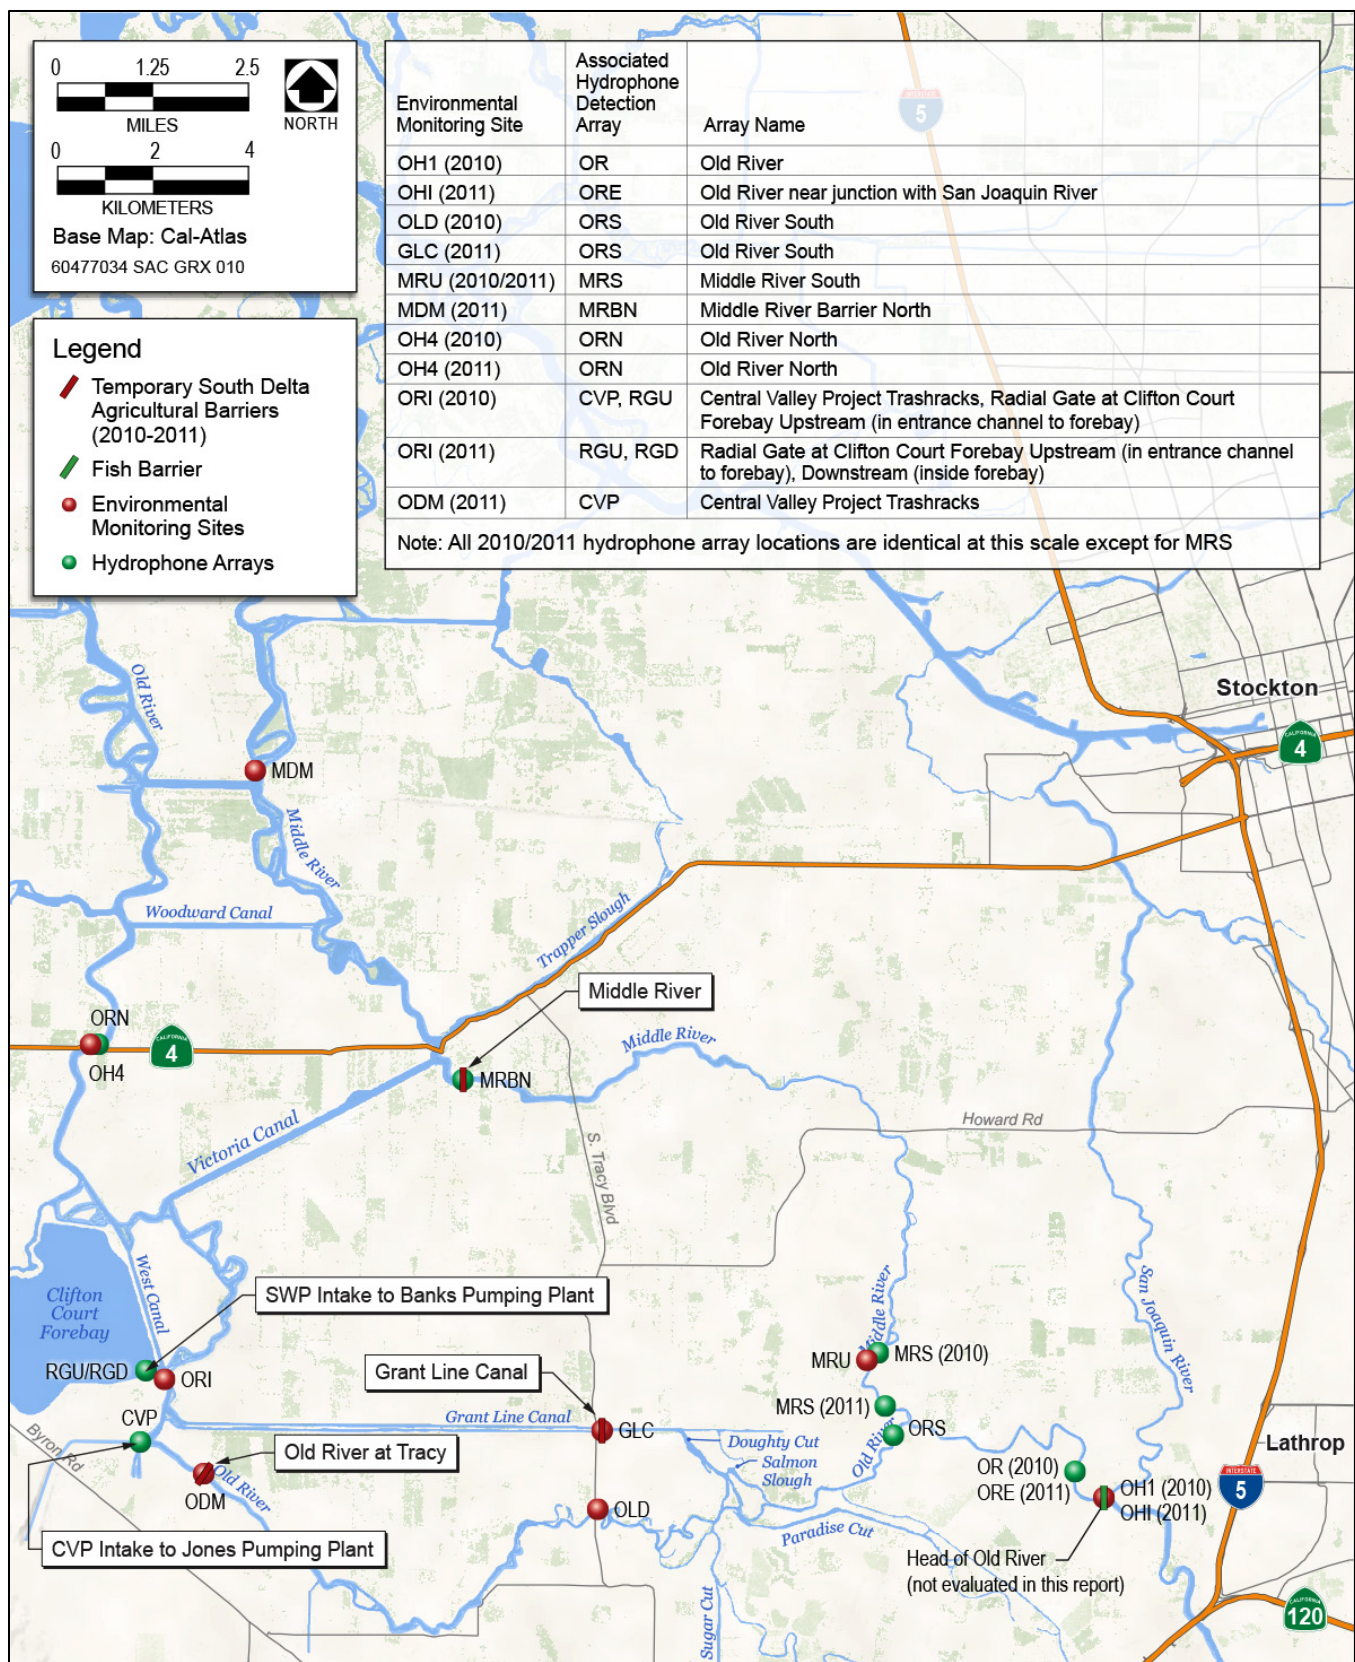 0 1.25 2.5
MILES
0 2 4
KILOMETERS
NORTH
Base Map: Cal-Atlas
60477034 SAC GRX 010
Legend
Temporary South Delta
Agricultural Barriers
(2010-2011)
Fish Barrier
Environmental
Monitoring Sites
Hydrophone Arrays
Environmental
Monitoring Site
Associated
Hydrophone
Detection
Array
Array Name
OH1 (2010) OR Old River
OHI (2011) ORE Old River near junction with San Joaquin River
OLD (2010) ORS Old River South
GLC (2011) ORS Old River South
MRU (2010/2011) MRS Middle River South
MDM (2011) MRBN Middle River Barrier North
OH4 (2010) ORN Old River North
OH4 (2011) ORN Old River North
ORI (2010) CVP, RGU Central Valley Project Trashracks, Radial Gate at Clifton Court
Forebay Upstream (in entrance channel to forebay)
ORI (2011) RGU, RGD Radial Gate at Clifton Court Forebay Upstream (in entrance channel
to forebay), Downstream (inside forebay)
ODM (2011) CVP Central Valley Project Trashracks
Note: All 2010/2011 hydrophone array locations are identical at this scale except for MRS
INTERSTATE
5
Old River
Stockton
CALIFORNIA
4
MDM
Middle River
Woodward Canal
Trapper Slough
Middle River
ORN
CALIFORNIA
4
OH4
MRBN
Middle River
Howard Rd
Victoria Canal
S. Tracy Blvd
West Canal
Clifton
Court
Forebay
SWP Intake to Banks Pumping Plant
San Joaquin River
Middle River
MRU
MRS (2010)
RGU/RGD
ORI
Grant Line Canal
MRS (2011)
CVP
Grant Line Canal
GLC
ORS
Byron Rd
Old River at Tracy
Doughty Cut
Salmon
Slough
Old River
Lathrop
OR (2010)
ORE (2011)
OH1 (2010)
OHI (2011)
INTERSTATE
5
ODM
Old River
OLD
Paradise Cut
CVP Intake to Jones Pumping Plant
Head of Old River
(not evaluated in this report)
Sugar Cut
CALIFORNIA
120